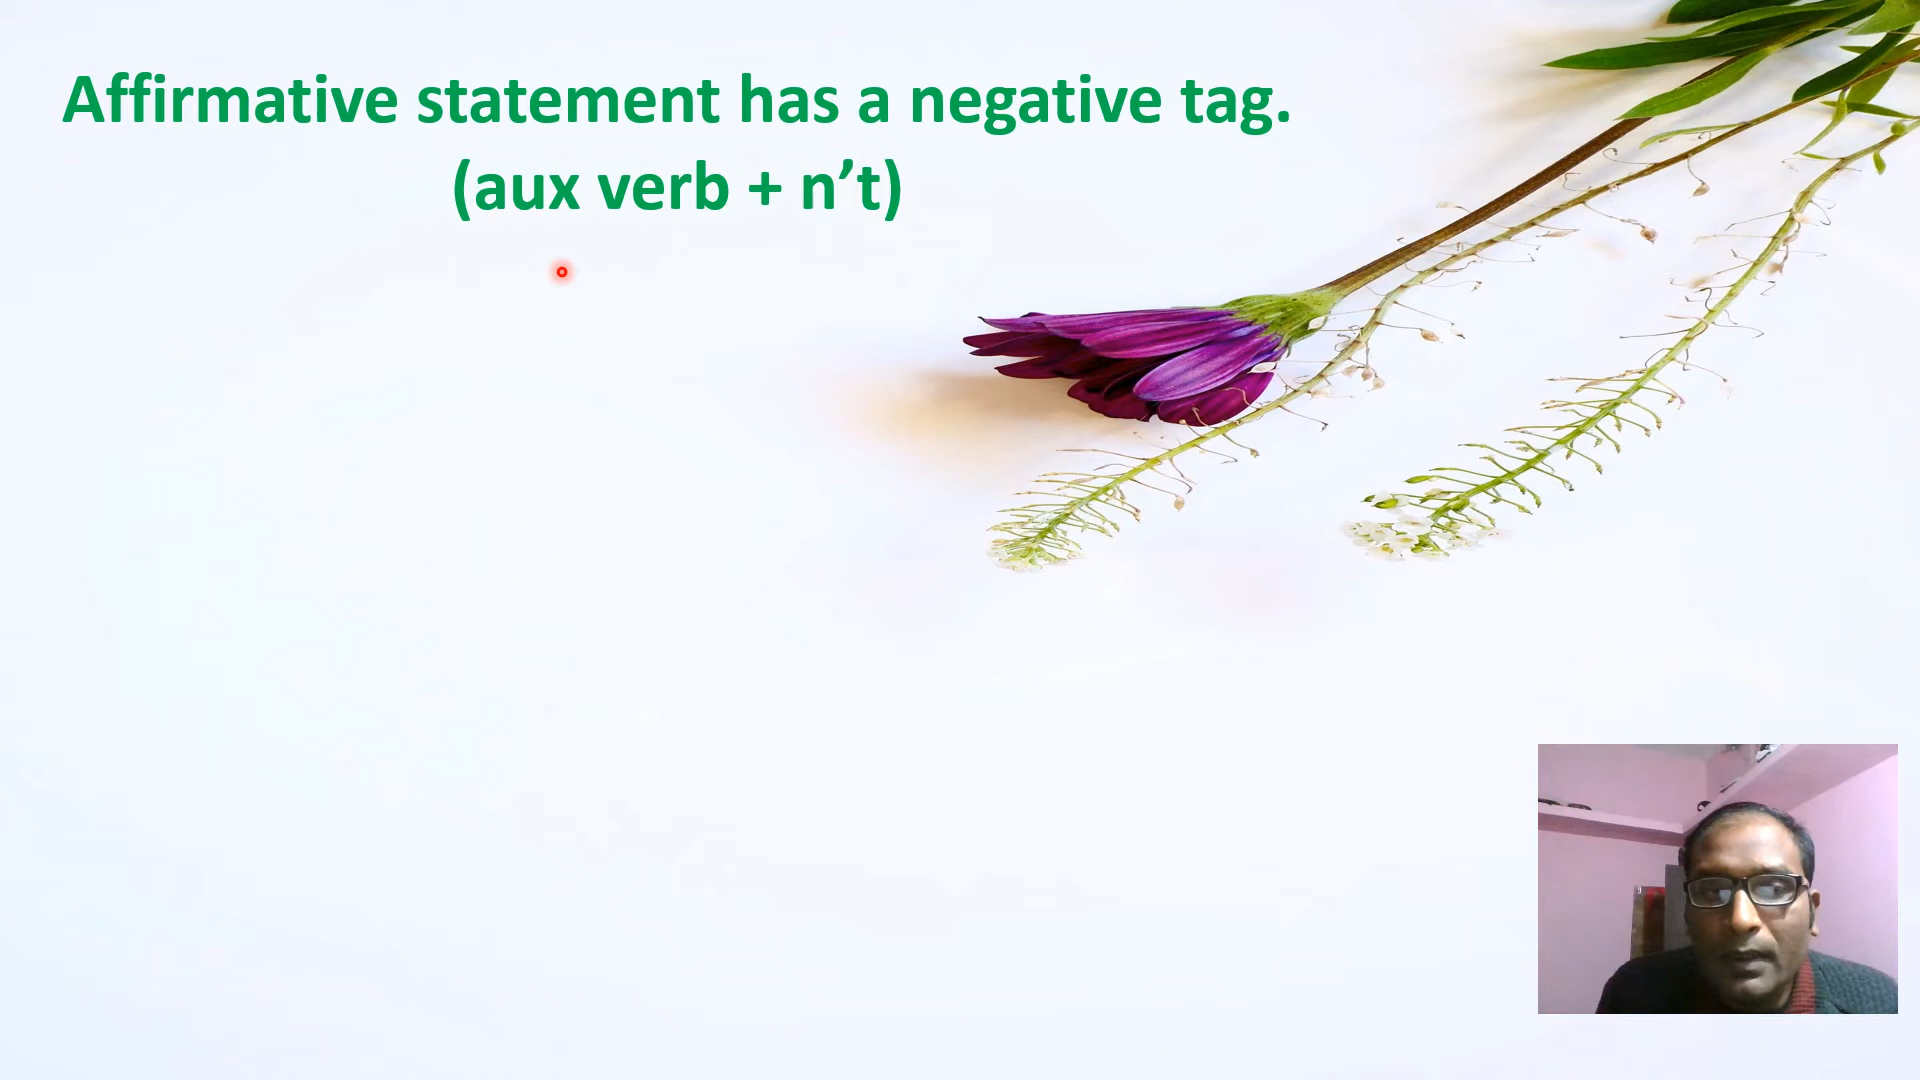 Affirmative statement has a negative tag.
(aux verb + n’t)